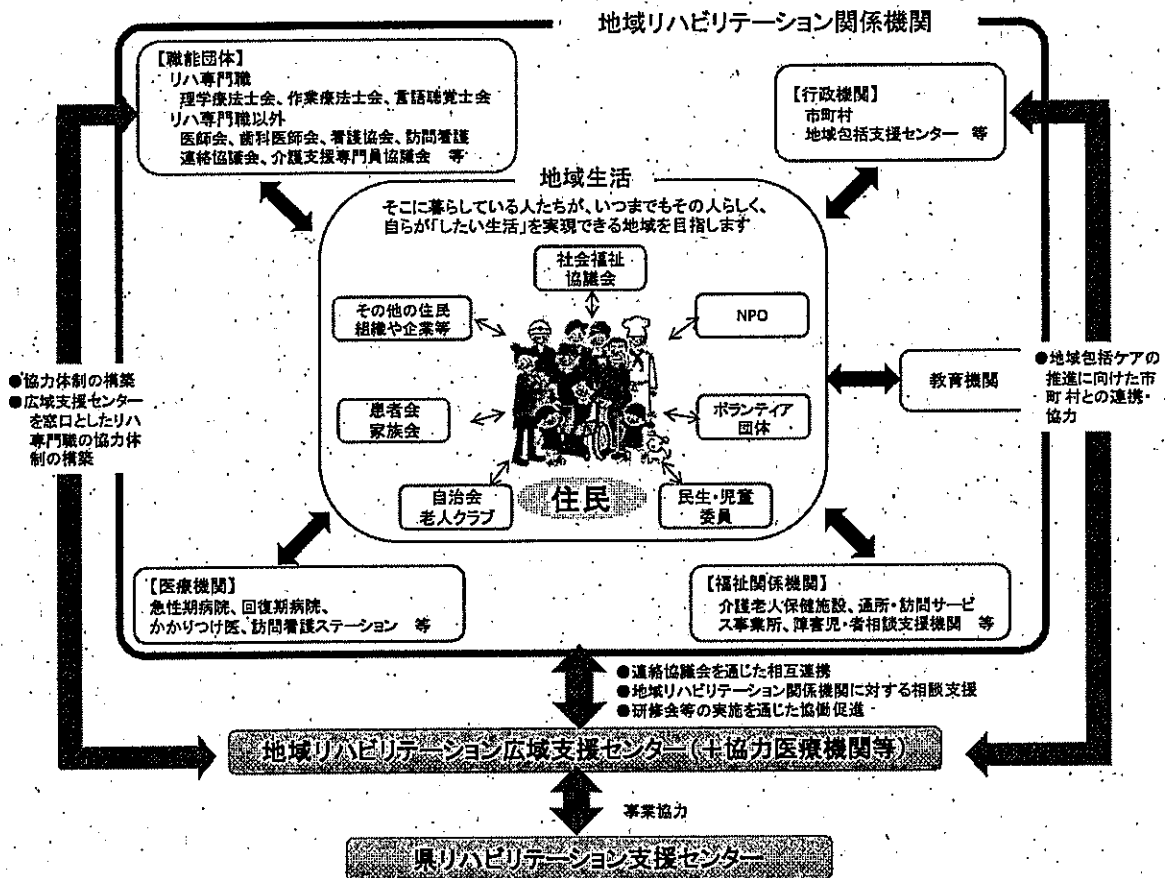 地域リハビリテーション関係機関
【職能団体】
リハ専門職
理学療法士会、作業療法士会、言語聴覚士会
リハ専門職以外
医師会、歯科医師会、看護協会、訪問看護
連絡協議会、介護支援専門員協議会 等
【行政機関】
市町村
地域包括支援センター 等
地域生活
そこに暮らしている人たちが、いつまでもその人らしく、
自らが「したい生活」を実現できる地域を目指します
社会福祉
協議会
その他の住民
組織や企業等
NPO
患者会
家族会
ボランティア
団体
自治会
老人クラブ
住民
民生・児童
委員
教育機関
●協力体制の構築
●広域支援センター
を窓口としたリハ
専門職の協力体
制の構築
●地域包括ケアの
推進に向けた市
町村との連携・
協力
【医療機関】
急性期病院、回復期病院、
かかりつけ医、訪問看護ステーション 等
【福祉関係機関】
介護老人保健施設、通所・訪問サービ
ス事業所、障害児・者相談支援機関 等
●連絡協議会を通じた相互連携
●地域リハビリテーション関係機関に対する相談支援
●研修会等の実施を通じた協働促進
地域リハビリテーション広域支援センター(+協力医療機関等)
事業協力
県リハビリテーション支援センター